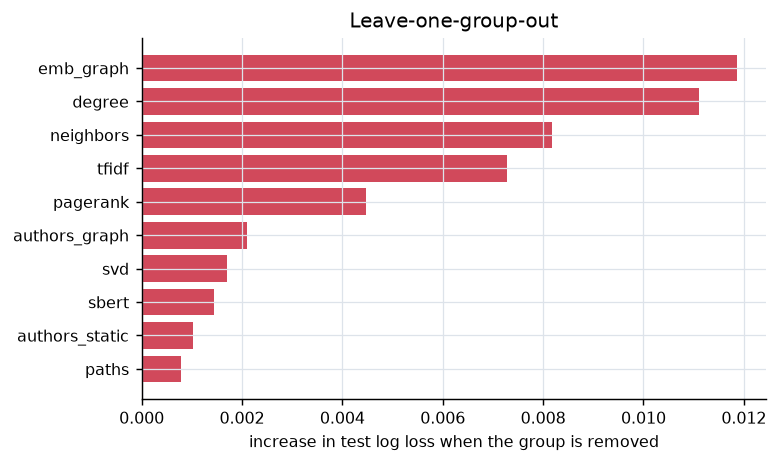 Leave-one-group-out
emb_graph
degree
neighbors
tfidf
pagerank
authors_graph
svd
sbert
authors_static
paths
0.000 0.002 0.004 0.006 0.008 0.010 0.012
increase in test log loss when the group is removed